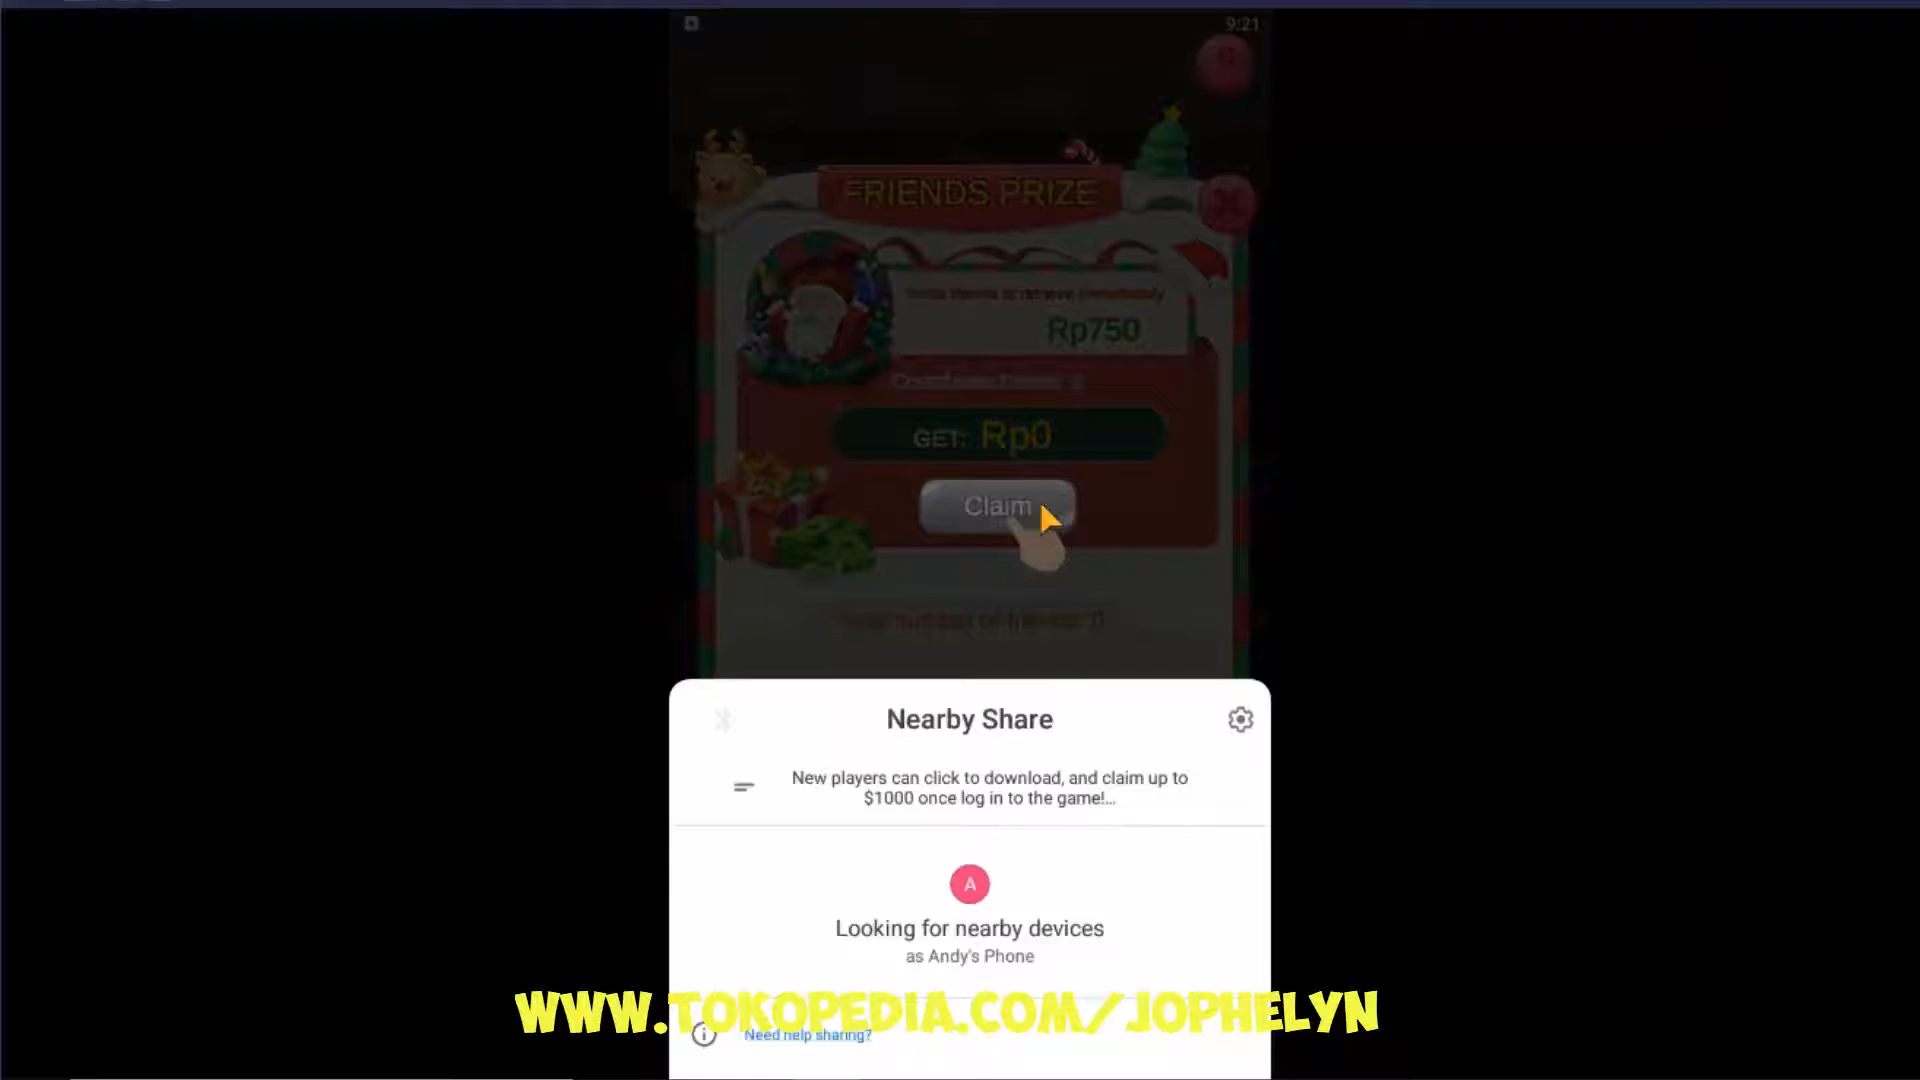 9:21
FRIENDS PRIZE
immediately
Rp750
GET: Rp0
Claim
Nearby Share
New players can click to download, and claim up to
$1000 once log in to the game!...
A
Looking for nearby devices
as Andy's Phone
WWW.TOKOPEDIA.COM/JOPHELYN
Need help sharing?